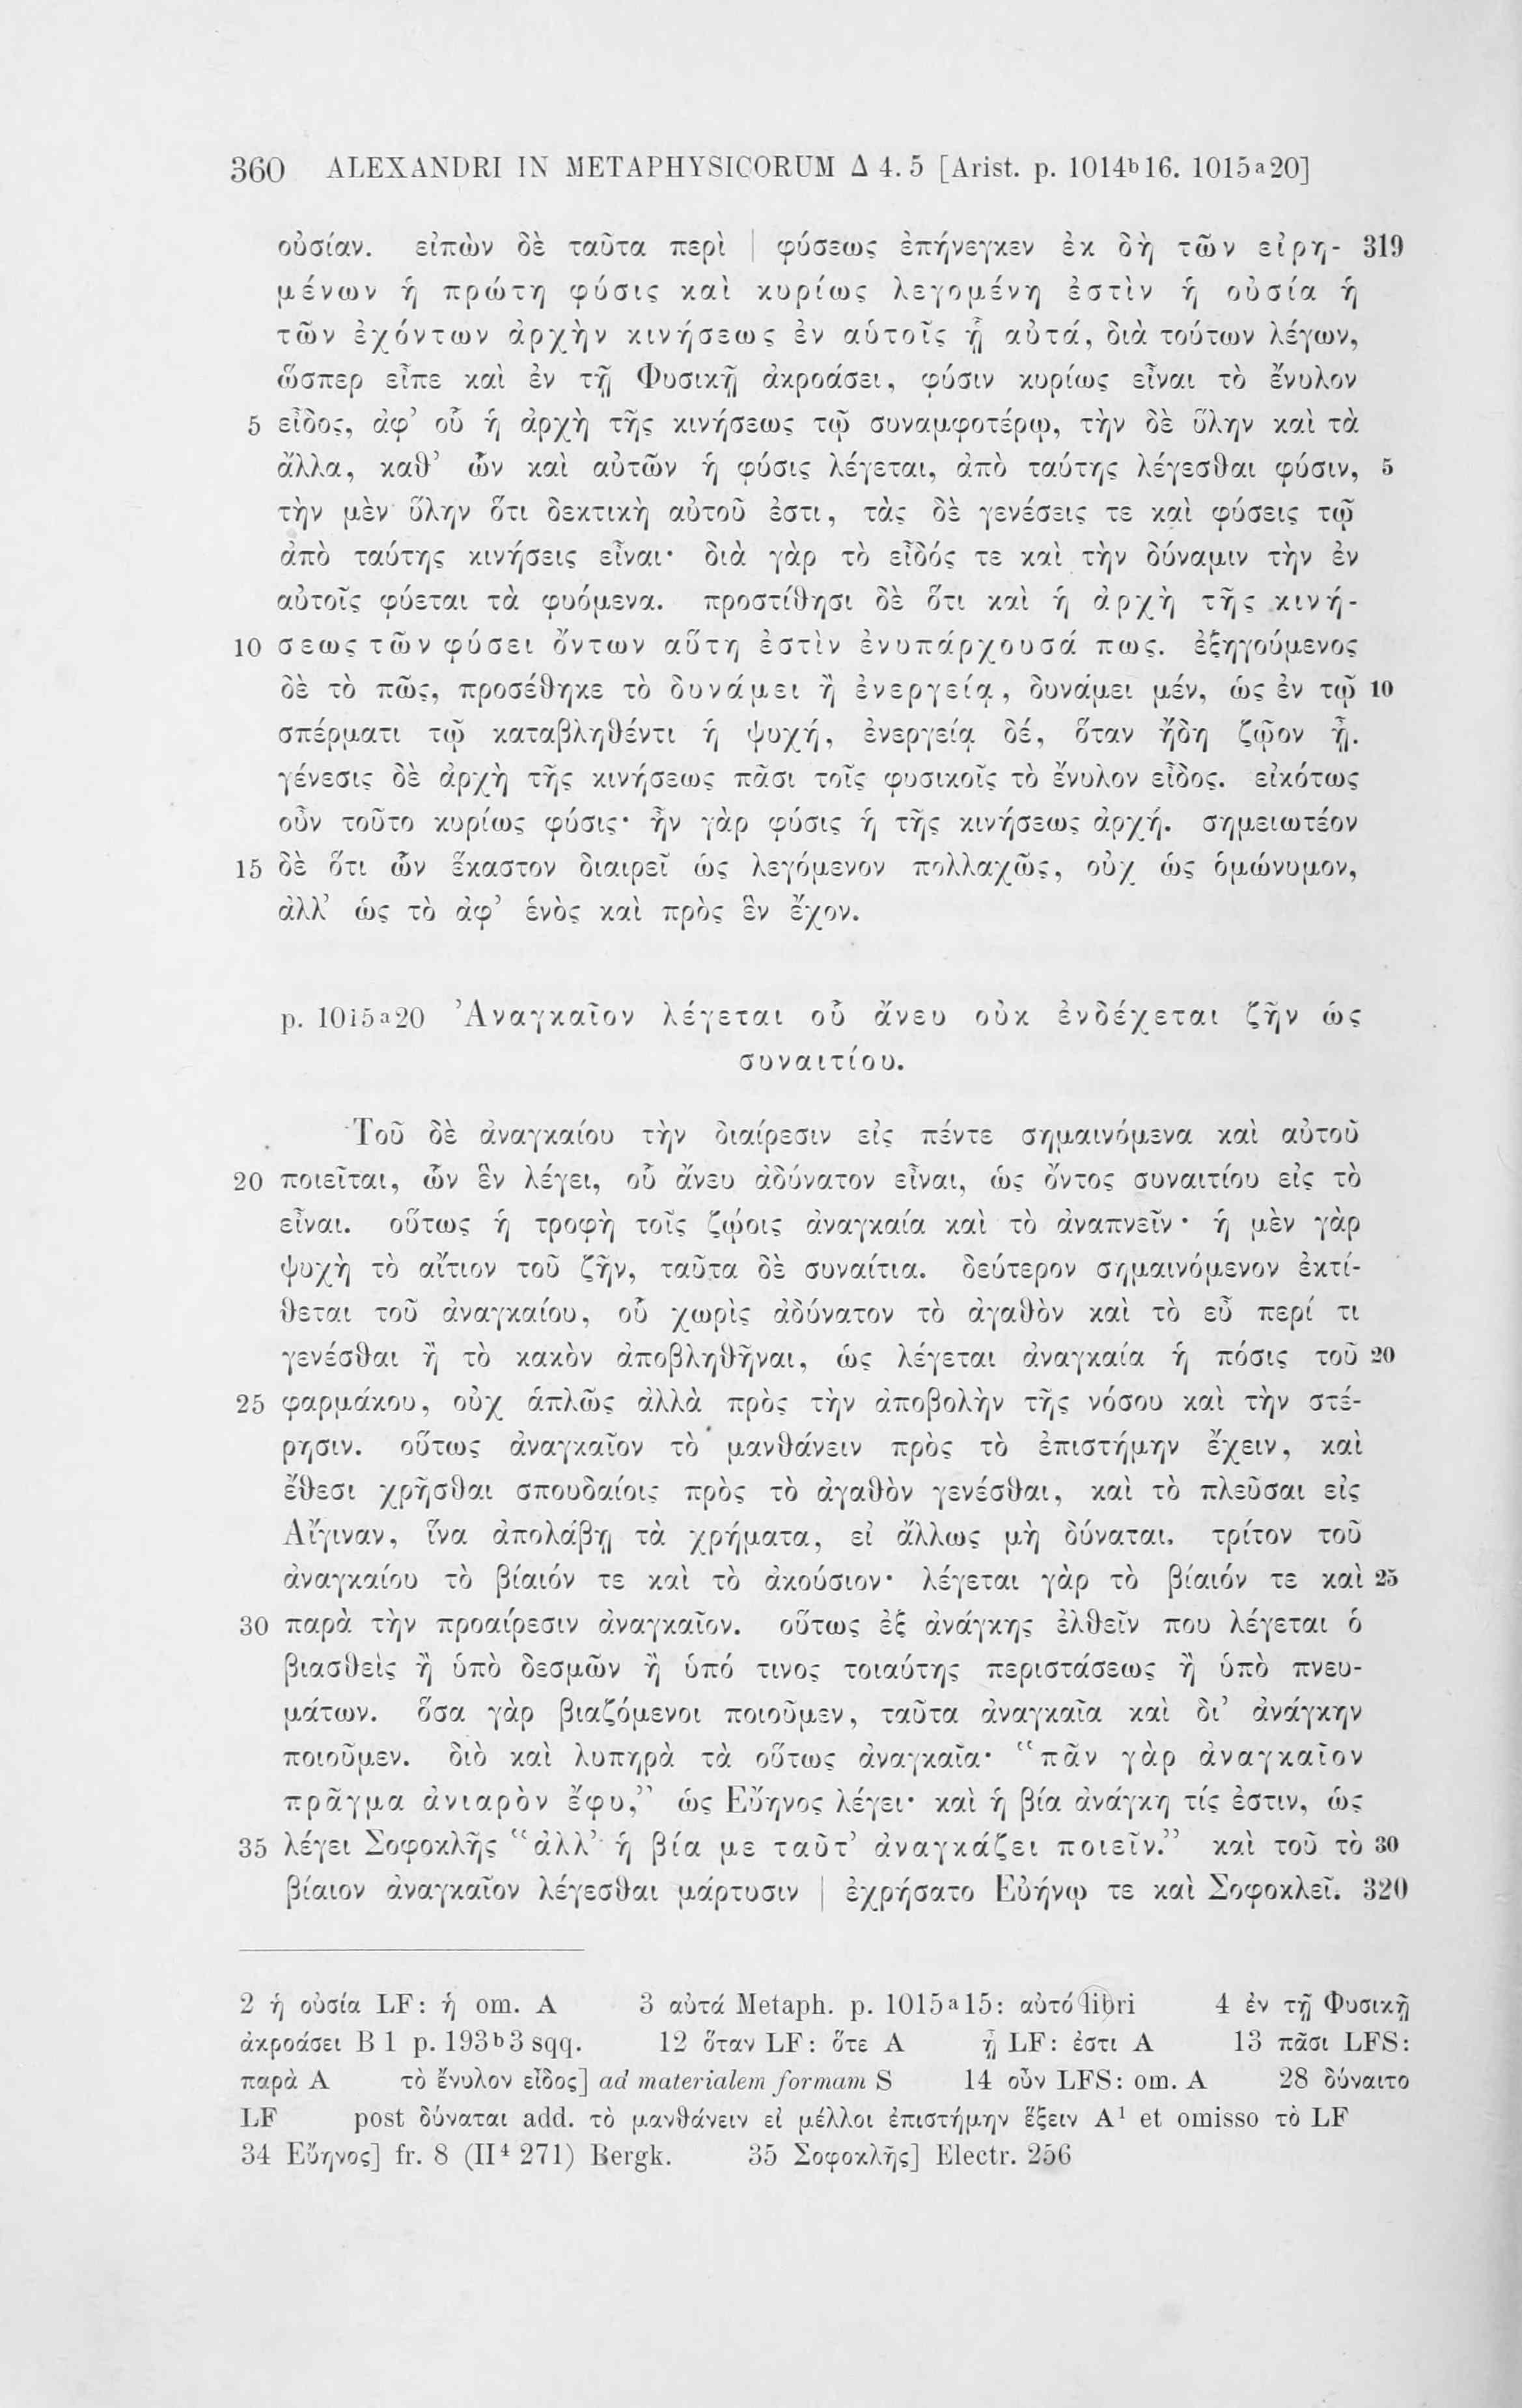 360 ALEXANDRI IN METAPHYSICORUM Δ 4. 5 [Arist. p. 1014b16. 1015a20]
οὐσίαν. εἰπὼν δὲ ταῦτα περὶ | φύσεως ἐπήνεγκεν ἐκ δὴ τῶν εἰρη- 319
μένων ἡ πρώτη φύσις καὶ κυρίως λεγομένη ἐστὶν ἡ οὐσία ἡ
τῶν ἐχόντων ἀρχὴν κινήσεως ἐν αὑτοῖς ᾗ αὐτά, διὰ τούτων λέγων,
ὥσπερ εἶπε καὶ ἐν τῇ Φυσικῇ ἀκροάσει, φύσιν κυρίως εἶναι τὸ ἔνυλον
5 εἶδος, ἀφ’ οὗ ἡ ἀρχὴ τῆς κινήσεως τῷ συναμφοτέρῳ, τὴν δὲ ὕλην καὶ τὰ
ἄλλα, καθ’ ὧν καὶ αὐτῶν ἡ φύσις λέγεται, ἀπὸ ταύτης λέγεσθαι φύσιν, 5
τὴν μὲν ὕλην ὅτι δεκτικὴ αὐτοῦ ἐστι, τὰς δὲ γενέσεις τε καὶ φύσεις τῷ
ἀπὸ ταύτης κινήσεις εἶναι· διὰ γὰρ τὸ εἶδός τε καὶ τὴν δύναμιν τὴν ἐν
αὐτοῖς φύεται τὰ φυόμενα. προστίθησι δὲ ὅτι καὶ ἡ ἀρχὴ τῆς κινή-
10 σεως τῶν φύσει ὄντων αὕτη ἐστὶν ἐνυπάρχουσά πως. ἐξηγούμενος
δὲ τὸ πῶς, προσέθηκε τὸ δυνάμει ἢ ἐνεργείᾳ, δυνάμει μέν, ὡς ἐν τῷ 10
σπέρματι τῷ καταβληθέντι ἡ ψυχή, ἐνεργείᾳ δέ, ὅταν ἤδη ζῷον ᾖ.
γένεσις δὲ ἀρχὴ τῆς κινήσεως πᾶσι τοῖς φυσικοῖς τὸ ἔνυλον εἶδος. εἰκότως
οὖν τοῦτο κυρίως φύσις· ἦν γὰρ φύσις ἡ τῆς κινήσεως ἀρχή. σημειωτέον
15 δὲ ὅτι ὧν ἕκαστον διαιρεῖ ὡς λεγόμενον πολλαχῶς, οὐχ ὡς ὁμώνυμον,
ἀλλ’ ὡς τὸ ἀφ’ ἑνὸς καὶ πρὸς ἓν ἔχον.
p. 1015a20 Ἀναγκαῖον λέγεται οὗ ἄνευ οὐκ ἐνδέχεται ζῆν ὡς
συναιτίου.
Τοῦ δὲ ἀναγκαίου τὴν διαίρεσιν εἰς πέντε σημαινόμενα καὶ αὐτοῦ
20 ποιεῖται, ὧν ἓν λέγει, οὗ ἄνευ ἀδύνατον εἶναι, ὡς ὄντος συναιτίου εἰς τὸ
εἶναι. οὕτως ἡ τροφὴ τοῖς ζῴοις ἀναγκαία καὶ τὸ ἀναπνεῖν· ἡ μὲν γὰρ
ψυχὴ τὸ αἴτιον τοῦ ζῆν, ταῦτα δὲ συναίτια. δεύτερον σημαινόμενον ἐκτί-
θεται τοῦ ἀναγκαίου, οὗ χωρὶς ἀδύνατον τὸ ἀγαθὸν καὶ τὸ εὖ περί τι
γενέσθαι ἢ τὸ κακὸν ἀποβληθῆναι, ὡς λέγεται ἀναγκαία ἡ πόσις τοῦ 20
25 φαρμάκου, οὐχ ἁπλῶς ἀλλὰ πρὸς τὴν ἀποβολὴν τῆς νόσου καὶ τὴν στέ-
ρησιν. οὕτως ἀναγκαῖον τὸ μανθάνειν πρὸς τὸ ἐπιστήμην ἔχειν, καὶ
ἔθεσι χρῆσθαι σπουδαίοις πρὸς τὸ ἀγαθὸν γενέσθαι, καὶ τὸ πλεῦσαι εἰς
Αἴγιναν, ἵνα ἀπολάβῃ τὰ χρήματα, εἰ ἄλλως μὴ δύναται. τρίτον τοῦ
ἀναγκαίου τὸ βίαιόν τε καὶ τὸ ἀκούσιον· λέγεται γὰρ τὸ βίαιόν τε καὶ 25
30 παρὰ τὴν προαίρεσιν ἀναγκαῖον. οὕτως ἐξ ἀνάγκης ἐλθεῖν που λέγεται ὁ
βιασθεὶς ἢ ὑπὸ δεσμῶν ἢ ὑπό τινος τοιαύτης περιστάσεως ἢ ὑπὸ πνευ-
μάτων. ὅσα γὰρ βιαζόμενοι ποιοῦμεν, ταῦτα ἀναγκαῖα καὶ δι’ ἀνάγκην
ποιοῦμεν. διὸ καὶ λυπηρὰ τὰ οὕτως ἀναγκαῖα· “πᾶν γὰρ ἀναγκαῖον
πρᾶγμα ἀνιαρὸν ἔφυ,” ὡς Εὔηνος λέγει· καὶ ἡ βία ἀνάγκη τίς ἐστιν, ὡς
35 λέγει Σοφοκλῆς “ἀλλ’ ἡ βία με ταῦτ’ ἀναγκάζει ποιεῖν.” καὶ τοῦ τὸ 30
βίαιον ἀναγκαῖον λέγεσθαι μάρτυσιν | ἐχρήσατο Εὐήνῳ τε καὶ Σοφοκλεῖ. 320
2 ἡ οὐσία LF: ἡ om. A 3 αὐτά Metaph. p. 1015a15: αὐτό libri 4 ἐν τῇ Φυσικῇ
ἀκροάσει B 1 p. 193b3 sqq. 12 ὅταν LF: ὅτε A ᾖ LF: ἐστι A 13 πᾶσι LFS:
παρὰ A τὸ ἔνυλον εἶδος] ad materialem formam S 14 οὖν LFS: om. A 28 δύναιτο
LF post δύναται add. τὸ μανθάνειν εἰ μέλλοι ἐπιστήμην ἕξειν A1 et omisso τὸ LF
34 Εὔηνος] fr. 8 (II4 271) Bergk. 35 Σοφοκλῆς] Electr. 256